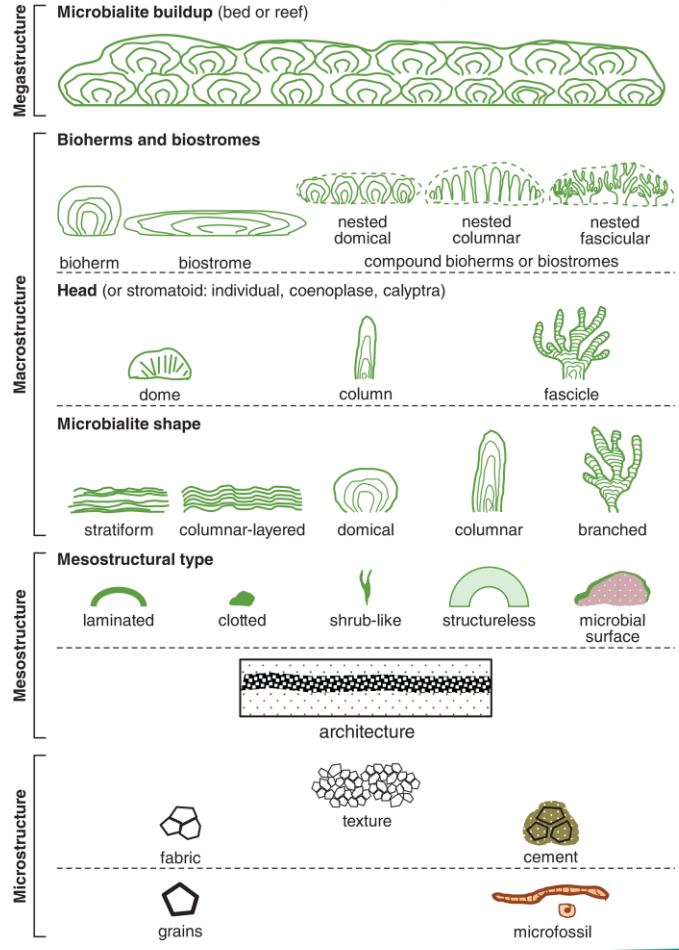 Megastructure
Microbialite buildup (bed or reef)
Macrostructure
Bioherms and biostromes
bioherm
biostrome
nested
domical
nested
columnar
nested
fascicular
compound bioherms or biostromes
Head (or stromatoid: individual, coenoplase, calyptra)
dome
column
fascicle
Microbialite shape
stratiform
columnar-layered
domical
columnar
branched
Mesostructure
Mesostructural type
laminated
clotted
shrub-like
structureless
microbial
surface
architecture
Microstructure
texture
fabric
cement
grains
microfossil